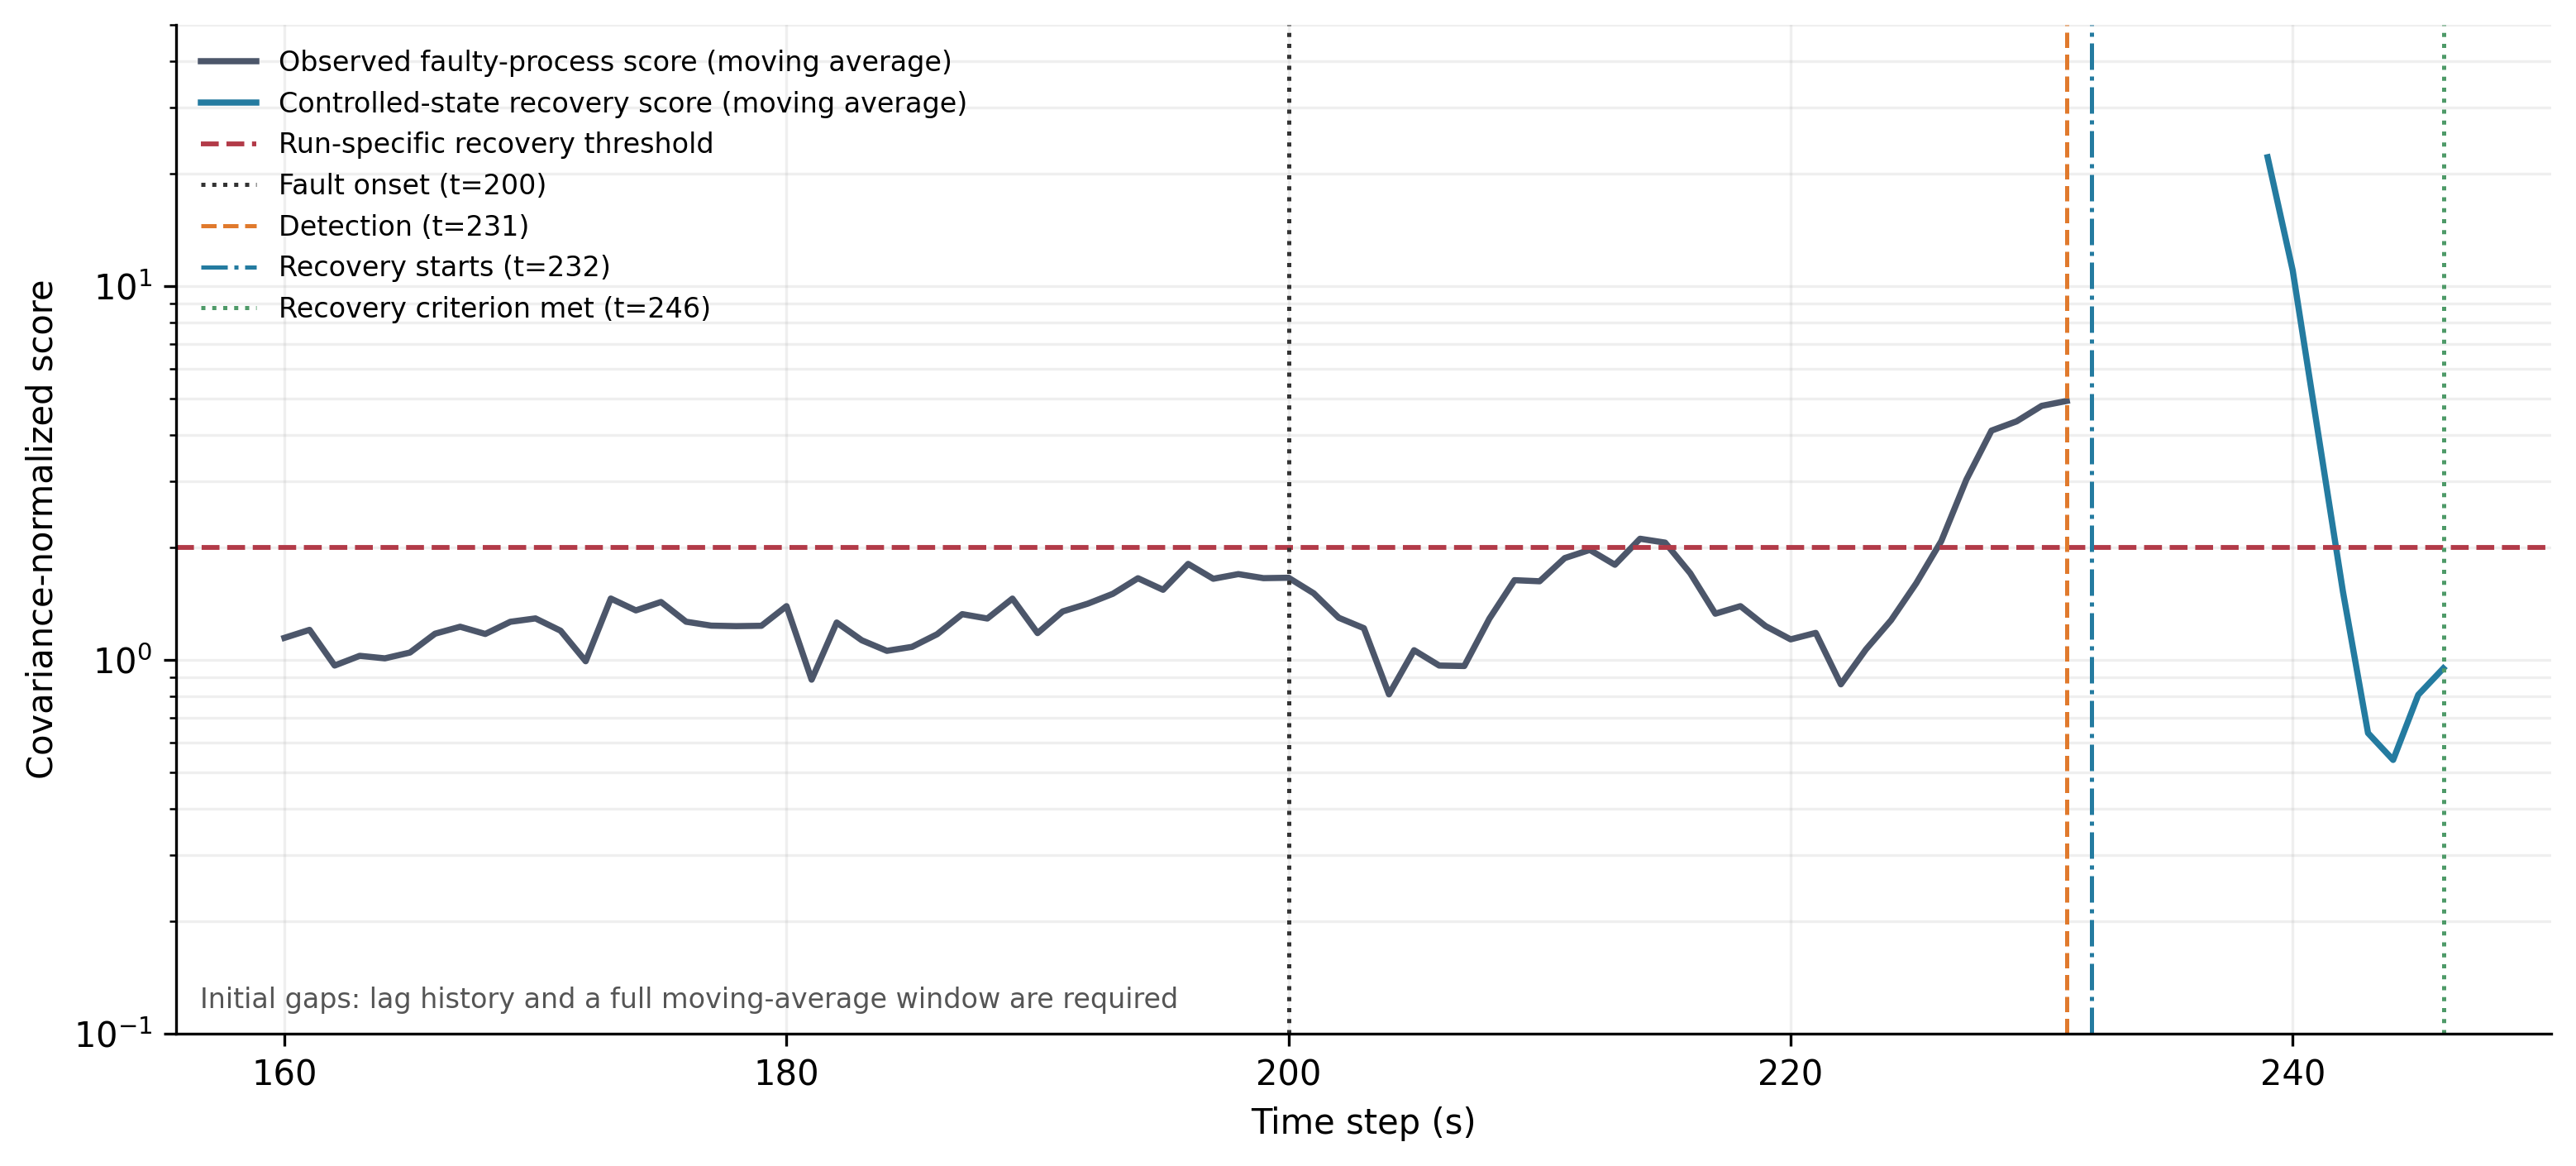 Observed faulty-process score (moving average)
Controlled-state recovery score (moving average)
Run-specific recovery threshold
Fault onset (t=200)
Detection (t=231)
Recovery starts (t=232)
Recovery criterion met (t=246)
Covariance-normalized score
10¹
10⁰
10⁻¹
Initial gaps: lag history and a full moving-average window are required
160 180 200 220 240
Time step (s)